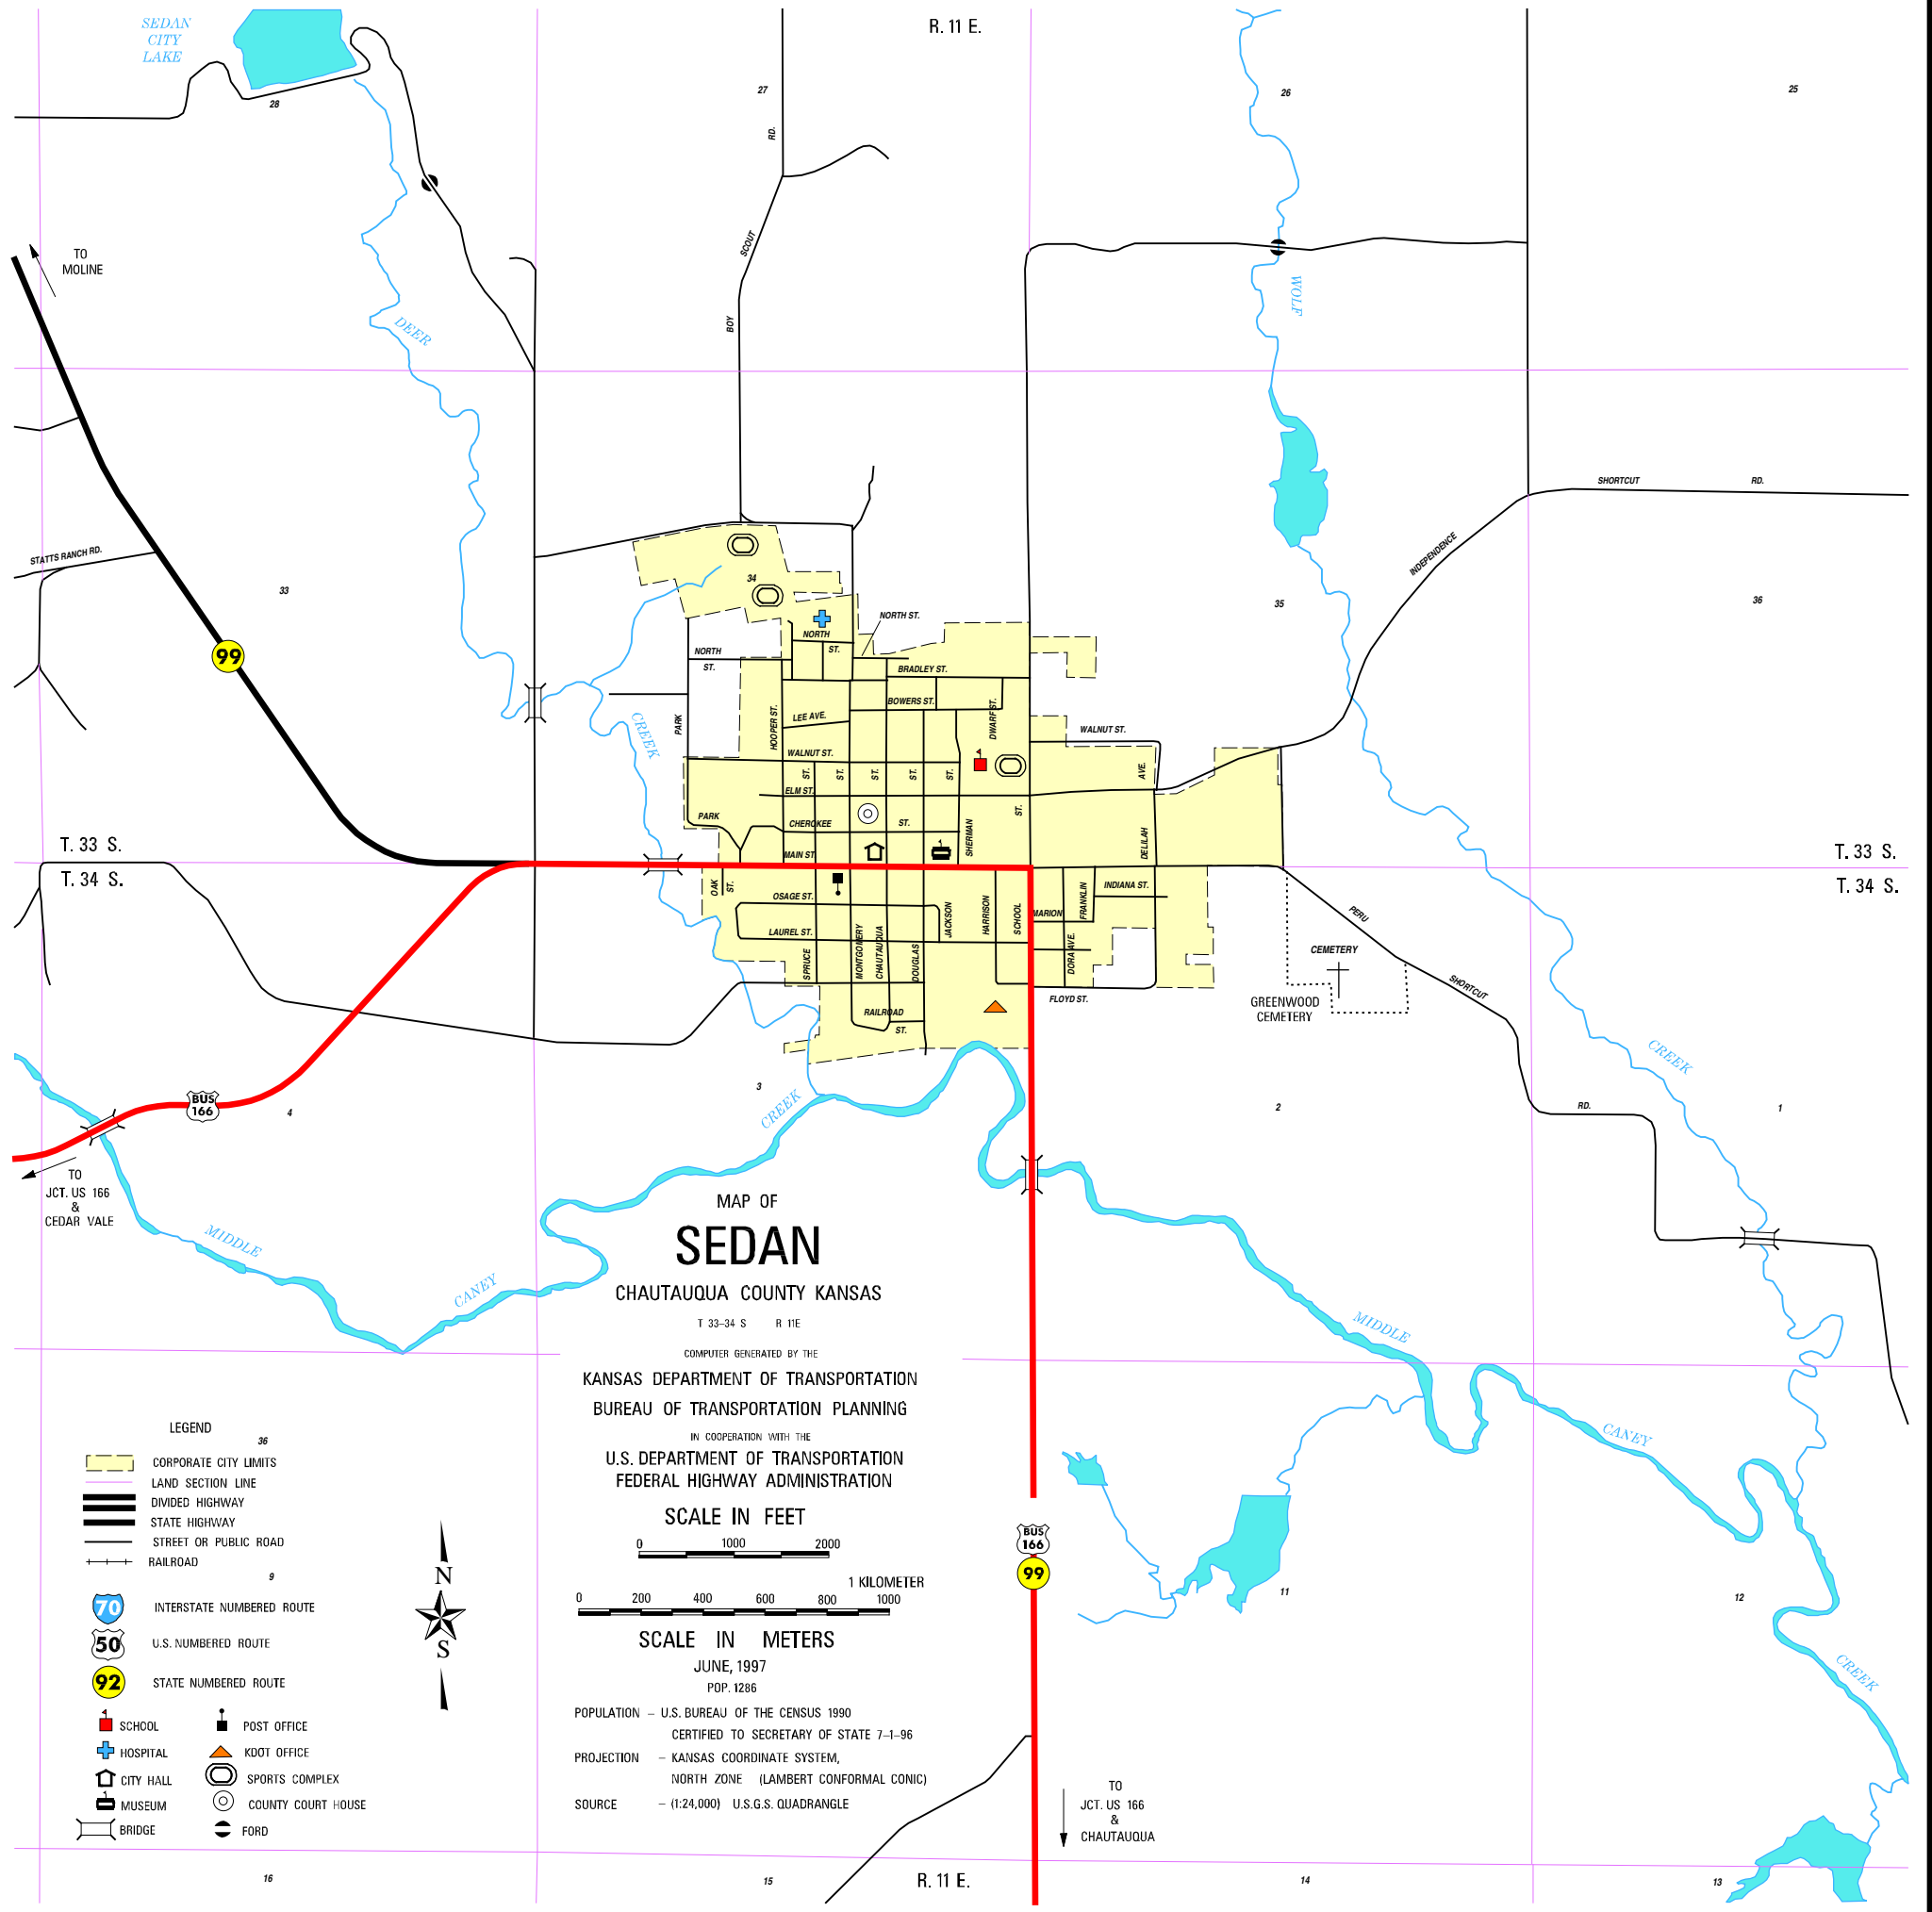 SEDAN
CITY
LAKE
R. 11 E.
28
27
26
25
RD.
SCOUT
BOY
TO
MOLINE
DEER
WOLF
SHORTCUT RD.
INDEPENDENCE
STATTS RANCH RD.
33
34
35
36
99
NORTH ST.
NORTH
ST.
NORTH
ST.
BRADLEY ST.
BOWERS ST.
HOOPER ST.
LEE AVE.
DWARF ST.
PARK
CREEK
WALNUT ST.
WALNUT ST.
ST.
ST.
ST.
ST.
ST.
AVE.
ELM ST.
PARK
CHEROKEE ST.
ST.
SHERMAN
DELILAH
MAIN ST.
T. 33 S.
T. 34 S.
T. 33 S.
T. 34 S.
OAK
ST.
OSAGE ST.
INDIANA ST.
FRANKLIN
MARION
LAUREL ST.
JACKSON
HARRISON
SCHOOL
SPRUCE
MONTGOMERY
CHAUTAUQUA
DOUGLAS
DORA AVE.
FLOYD ST.
RAILROAD
ST.
PERU
SHORTCUT
RD.
CEMETERY
GREENWOOD
CEMETERY
CREEK
BUS
166
4
3
2
1
CREEK
TO
JCT. US 166
&
CEDAR VALE
MIDDLE
CANEY
MIDDLE
CANEY
CREEK
MAP OF
SEDAN
CHAUTAUQUA COUNTY KANSAS
T 33-34 S R 11E
COMPUTER GENERATED BY THE
KANSAS DEPARTMENT OF TRANSPORTATION
BUREAU OF TRANSPORTATION PLANNING
IN COOPERATION WITH THE
U.S. DEPARTMENT OF TRANSPORTATION
FEDERAL HIGHWAY ADMINISTRATION
SCALE IN FEET
0 1000 2000
1 KILOMETER
0 200 400 600 800 1000
SCALE IN METERS
JUNE, 1997
POP. 1286
POPULATION – U.S. BUREAU OF THE CENSUS 1990
CERTIFIED TO SECRETARY OF STATE 7-1-96
PROJECTION – KANSAS COORDINATE SYSTEM,
NORTH ZONE (LAMBERT CONFORMAL CONIC)
SOURCE – (1:24,000) U.S.G.S. QUADRANGLE
LEGEND
36
CORPORATE CITY LIMITS
LAND SECTION LINE
DIVIDED HIGHWAY
STATE HIGHWAY
STREET OR PUBLIC ROAD
RAILROAD
9
70 INTERSTATE NUMBERED ROUTE
50 U.S. NUMBERED ROUTE
92 STATE NUMBERED ROUTE
SCHOOL
POST OFFICE
HOSPITAL
KDOT OFFICE
CITY HALL
SPORTS COMPLEX
MUSEUM
COUNTY COURT HOUSE
BRIDGE
FORD
N
S
BUS
166
99
11
12
TO
JCT. US 166
&
CHAUTAUQUA
16
15
R. 11 E.
14
13